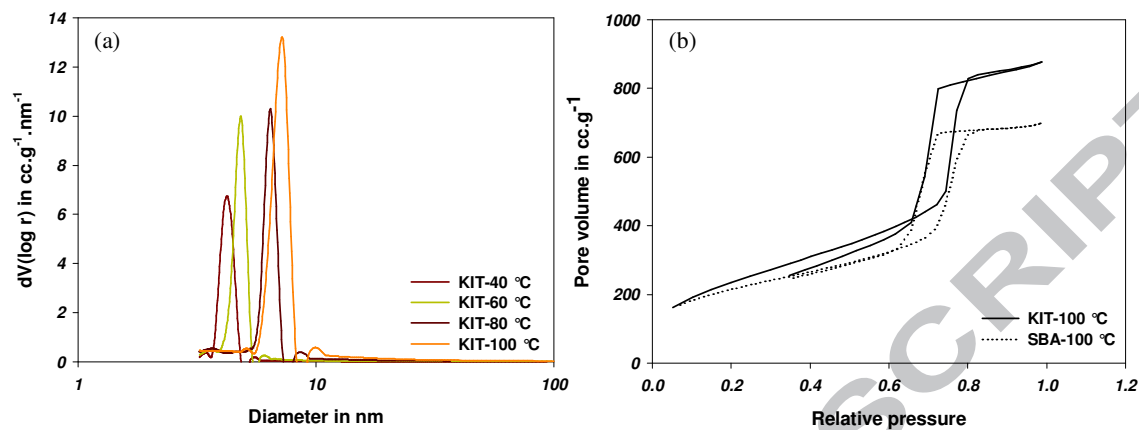 (a)
14
12
10
8
6
4
2
0
dV(log r) in cc.g-1.nm-1
KIT-40 °C
KIT-60 °C
KIT-80 °C
KIT-100 °C
1
10
100
Diameter in nm
(b)
1000
800
600
400
200
0
Pore volume in cc.g-1
KIT-100 °C
SBA-100 °C
0.0
0.2
0.4
0.6
0.8
1.0
1.2
Relative pressure
SCRIPT